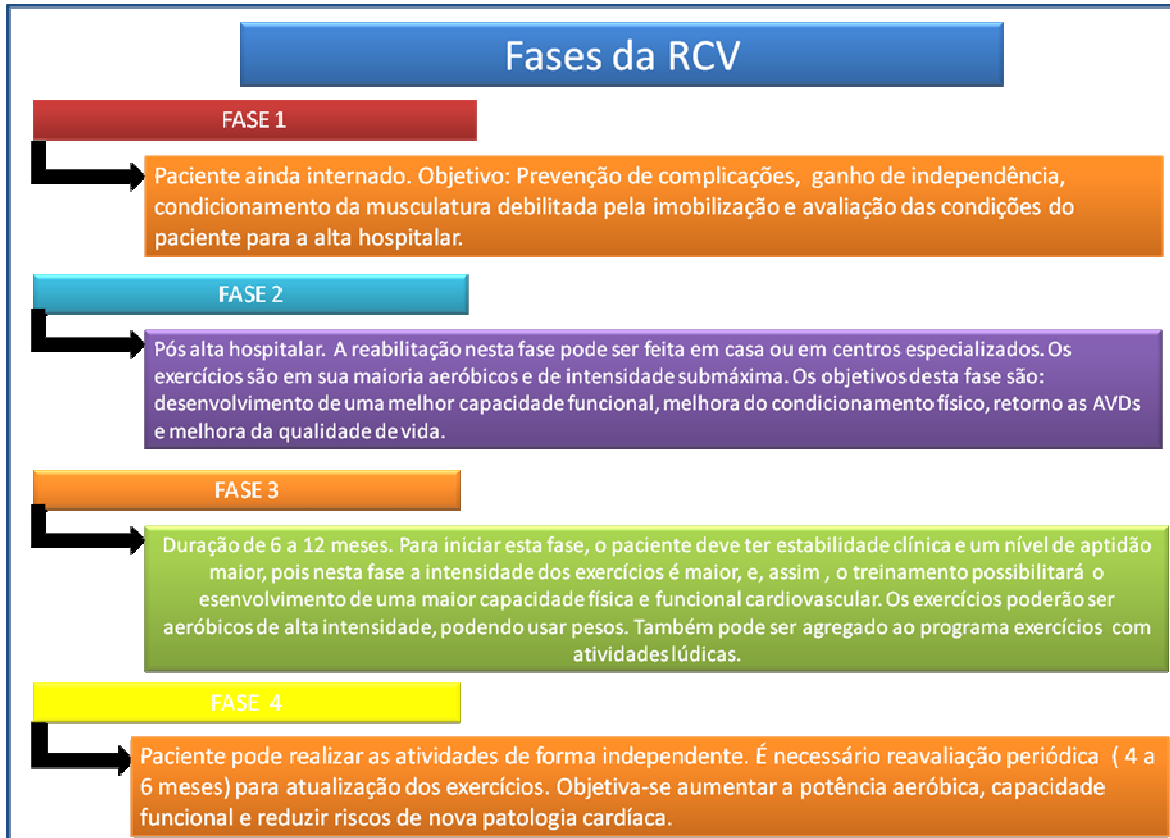 Fases da RCV
FASE 1
Paciente ainda internado. Objetivo: Prevenção de complicações, ganho de independência,
condicionamento da musculatura debilitada pela imobilização e avaliação das condições do
paciente para a alta hospitalar.
FASE 2
Pós alta hospitalar. A reabilitação nesta fase pode ser feita em casa ou em centros especializados. Os
exercícios são em sua maioria aeróbicos e de intensidade submáxima. Os objetivos desta fase são:
desenvolvimento de uma melhor capacidade funcional, melhora do condicionamento físico, retorno as AVDs
e melhora da qualidade de vida.
FASE 3
Duração de 6 a 12 meses. Para iniciar esta fase, o paciente deve ter estabilidade clínica e um nível de aptidão
maior, pois nesta fase a intensidade dos exercícios é maior, e, assim , o treinamento possibilitará o
esenvolvimento de uma maior capacidade física e funcional cardiovascular. Os exercícios poderão ser
aeróbicos de alta intensidade, podendo usar pesos. Também pode ser agregado ao programa exercícios com
atividades lúdicas.
FASE 4
Paciente pode realizar as atividades de forma independente. É necessário reavaliação periódica ( 4 a
6 meses) para atualização dos exercícios. Objetiva-se aumentar a potência aeróbica, capacidade
funcional e reduzir riscos de nova patologia cardíaca.